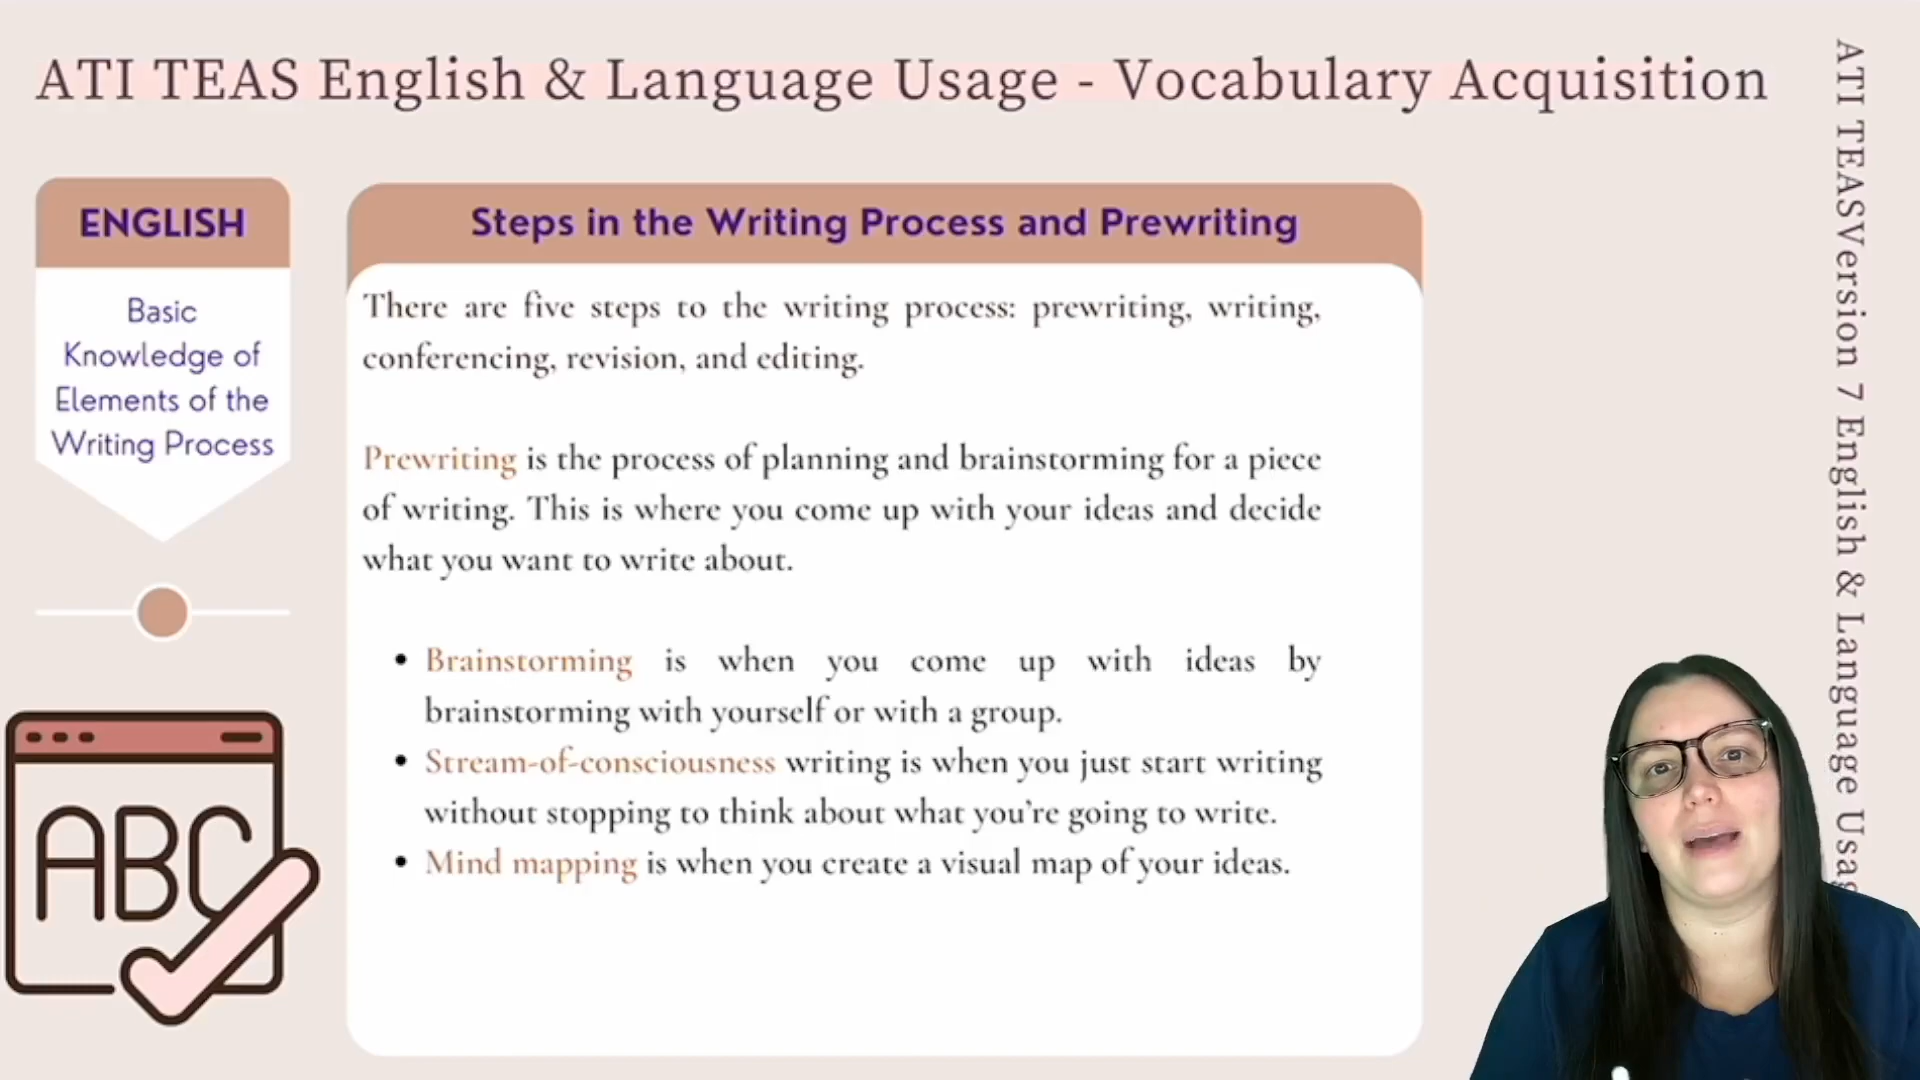 ATI TEAS English & Language Usage - Vocabulary Acquisition
ENGLISH
Basic
Knowledge of
Elements of the
Writing Process
ABC
Steps in the Writing Process and Prewriting
There are five steps to the writing process: prewriting, writing,
conferencing, revision, and editing.
Prewriting is the process of planning and brainstorming for a piece
of writing. This is where you come up with your ideas and decide
what you want to write about.
• Brainstorming is when you come up with ideas by
brainstorming with yourself or with a group.
• Stream-of-consciousness writing is when you just start writing
without stopping to think about what you're going to write.
• Mind mapping is when you create a visual map of your ideas.
ATI TEASVersion 7 English & Language Usag